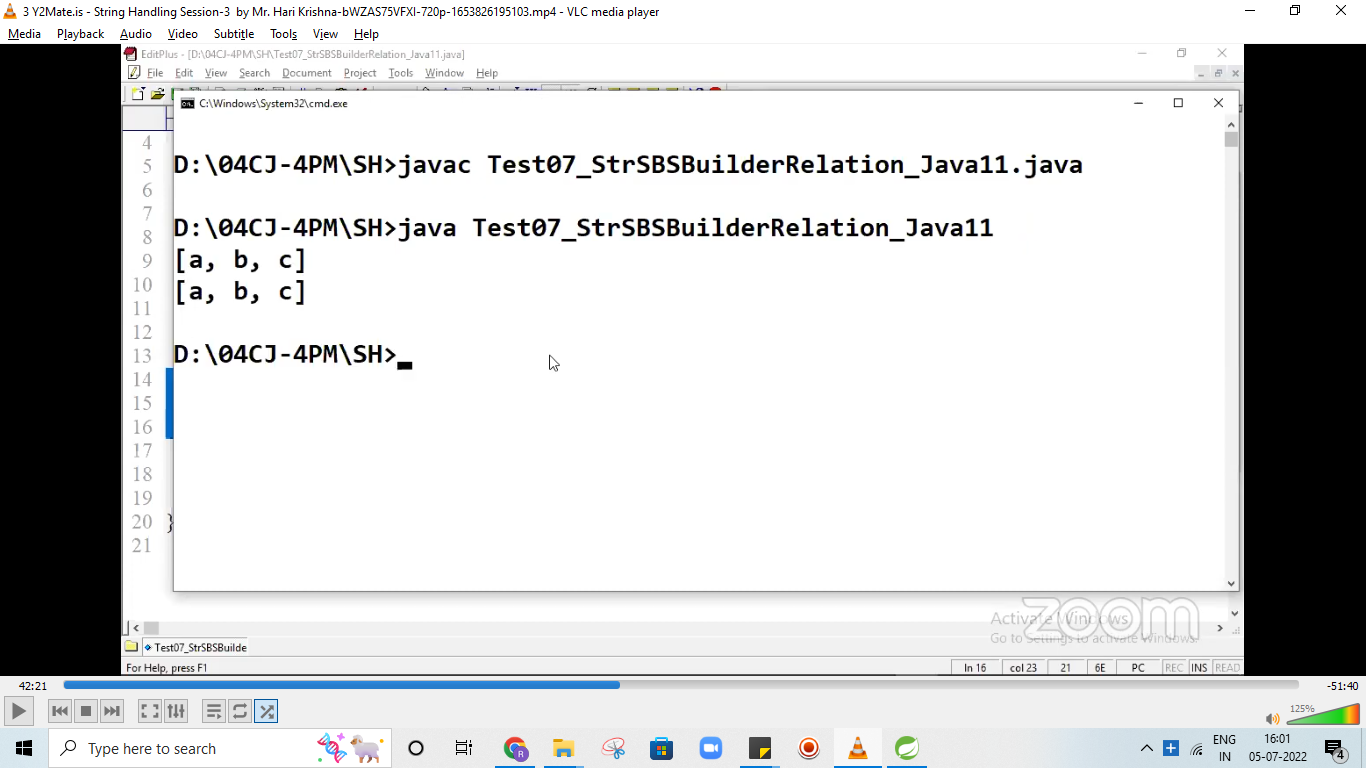 3 Y2Mate.is - String Handling Session-3 by Mr. Hari Krishna-bWZAS75VFXI-720p-1653826195103.mp4 - VLC media player
Media Playback Audio Video Subtitle Tools View Help
EditPlus - [D:\04CJ-4PM\SH\Test07_StrSBSBuilderRelation_Java11.java]
File Edit View Search Document Project Tools Window Help
C:\Windows\System32\cmd.exe
4
5 D:\04CJ-4PM\SH>javac Test07_StrSBSBuilderRelation_Java11.java
6
7
8 D:\04CJ-4PM\SH>java Test07_StrSBSBuilderRelation_Java11
9 [a, b, c]
10 [a, b, c]
11
12
13 D:\04CJ-4PM\SH>
14
15
16
17
18
19
20 }
21
zoom
Activate Windows
Go to Settings to activate Windows.
Test07_StrSBSBuilde
For Help, press F1 ln 16 col 23 21 6E PC REC INS READ
42:21 -51:40
125%
Type here to search
ENG 16:01
IN 05-07-2022 4